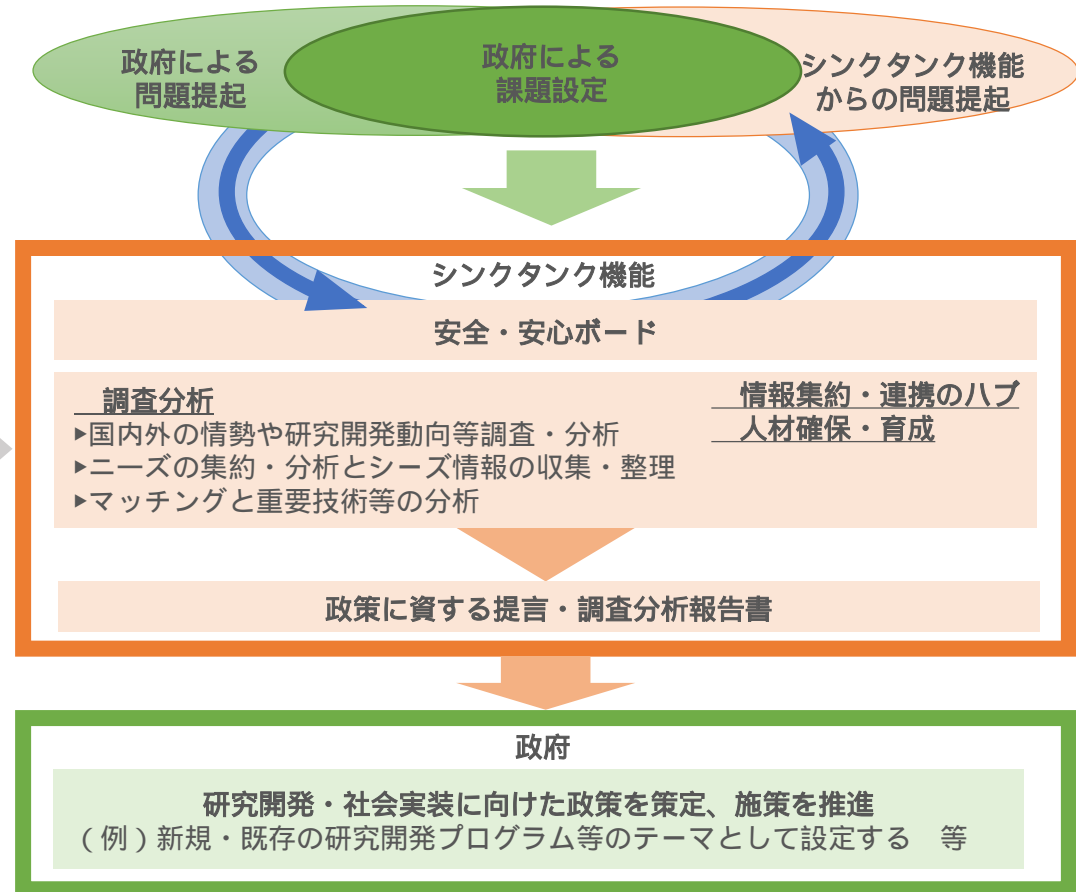 政府による
問題提起
政府による
課題設定
シンクタンク機能
からの問題提起
シンクタンク機能
安全・安心ボード
調査分析
▶国内外の情勢や研究開発動向等調査・分析
▶ニーズの集約・分析とシーズ情報の収集・整理
▶マッチングと重要技術等の分析
情報集約・連携のハブ
人材確保・育成
政策に資する提言・調査分析報告書
政府
研究開発・社会実装に向けた政策を策定、施策を推進
(例)新規・既存の研究開発プログラム等のテーマとして設定する　等